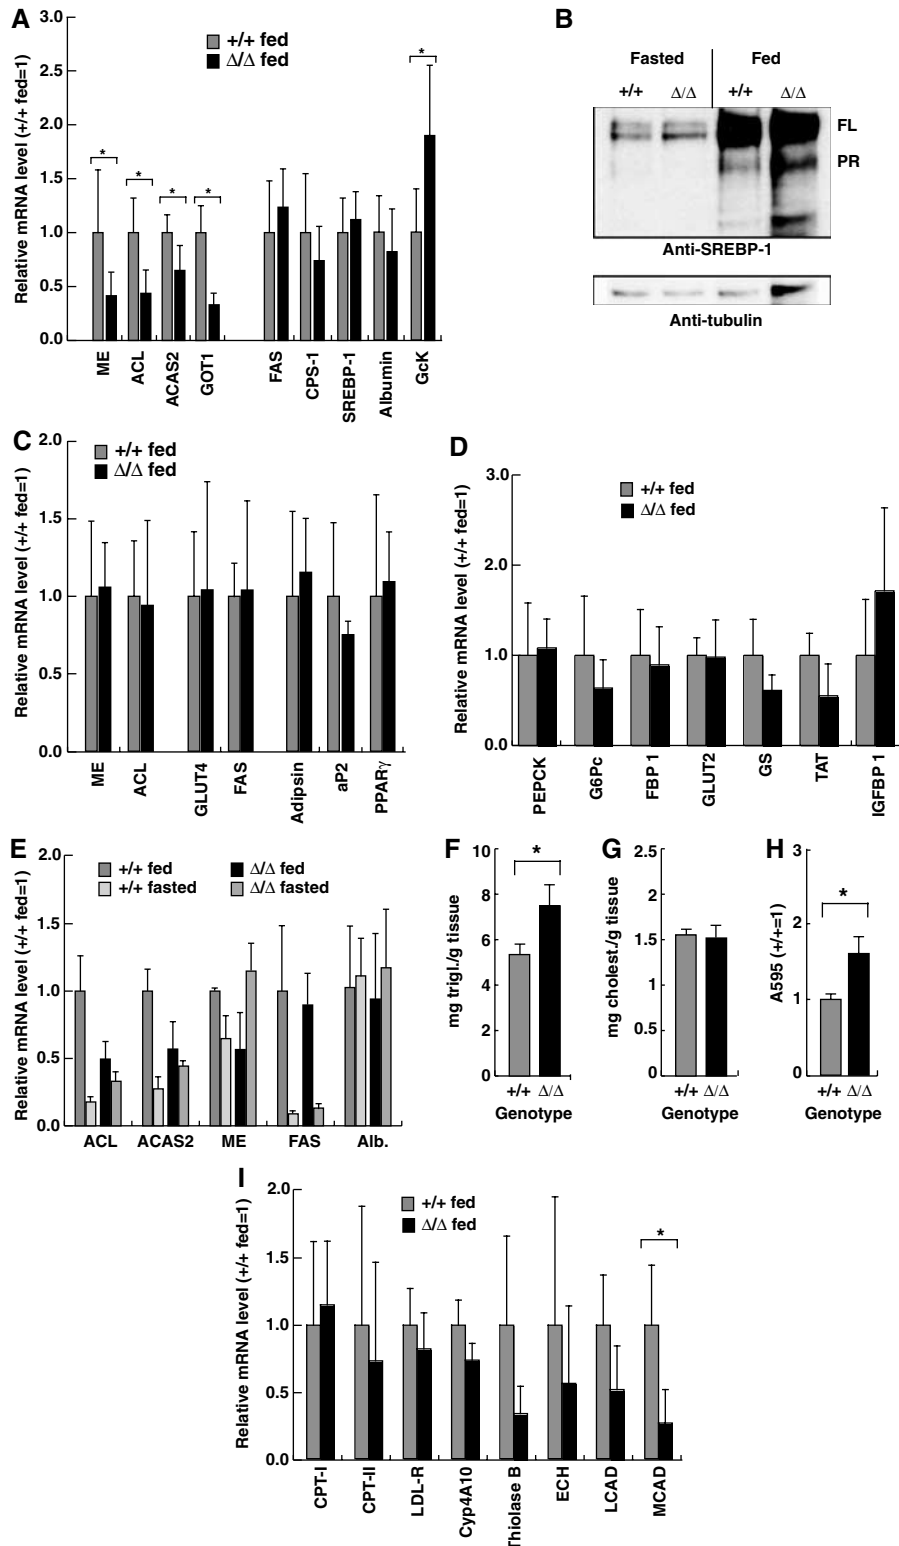 A
Relative mRNA level (+/+ fed=1)
3.0
2.5
2.0
1.5
1.0
0.5
0.0
+/+ fed
Δ/Δ fed
* * * * *
ME ACL ACAS2 GOT1 FAS CPS-1 SREBP-1 Albumin GcK
B
Fasted Fed
+/+ Δ/Δ +/+ Δ/Δ
FL
PR
Anti-SREBP-1
Anti-tubulin
C
Relative mRNA level (+/+ fed=1)
2.0
1.5
1.0
0.5
0.0
+/+ fed
Δ/Δ fed
ME ACL GLUT4 FAS Adipsin aP2 PPARγ
D
Relative mRNA level (+/+ fed=1)
3.0
2.0
1.0
0.0
+/+ fed
Δ/Δ fed
PEPCK G6Pc FBP 1 GLUT2 GS TAT IGFBP 1
E
Relative mRNA level (+/+ fed=1)
2.0
1.5
1.0
0.5
0.0
+/+ fed Δ/Δ fed
+/+ fasted Δ/Δ fasted
ACL ACAS2 ME FAS Alb.
F
mg trigl./g tissue
10
8
6
4
2
0
*
+/+ Δ/Δ
Genotype
G
mg cholest./g tissue
2.5
2
1.5
1
0.5
0
+/+ Δ/Δ
Genotype
H
A595 (+/+=1)
3
2
1
0
*
+/+ Δ/Δ
Genotype
I
Relative mRNA level (+/+ fed=1)
2.0
1.5
1.0
0.5
0.0
+/+ fed
Δ/Δ fed
*
CPT-I CPT-II LDL-R Cyp4A10 Thiolase B ECH LCAD MCAD